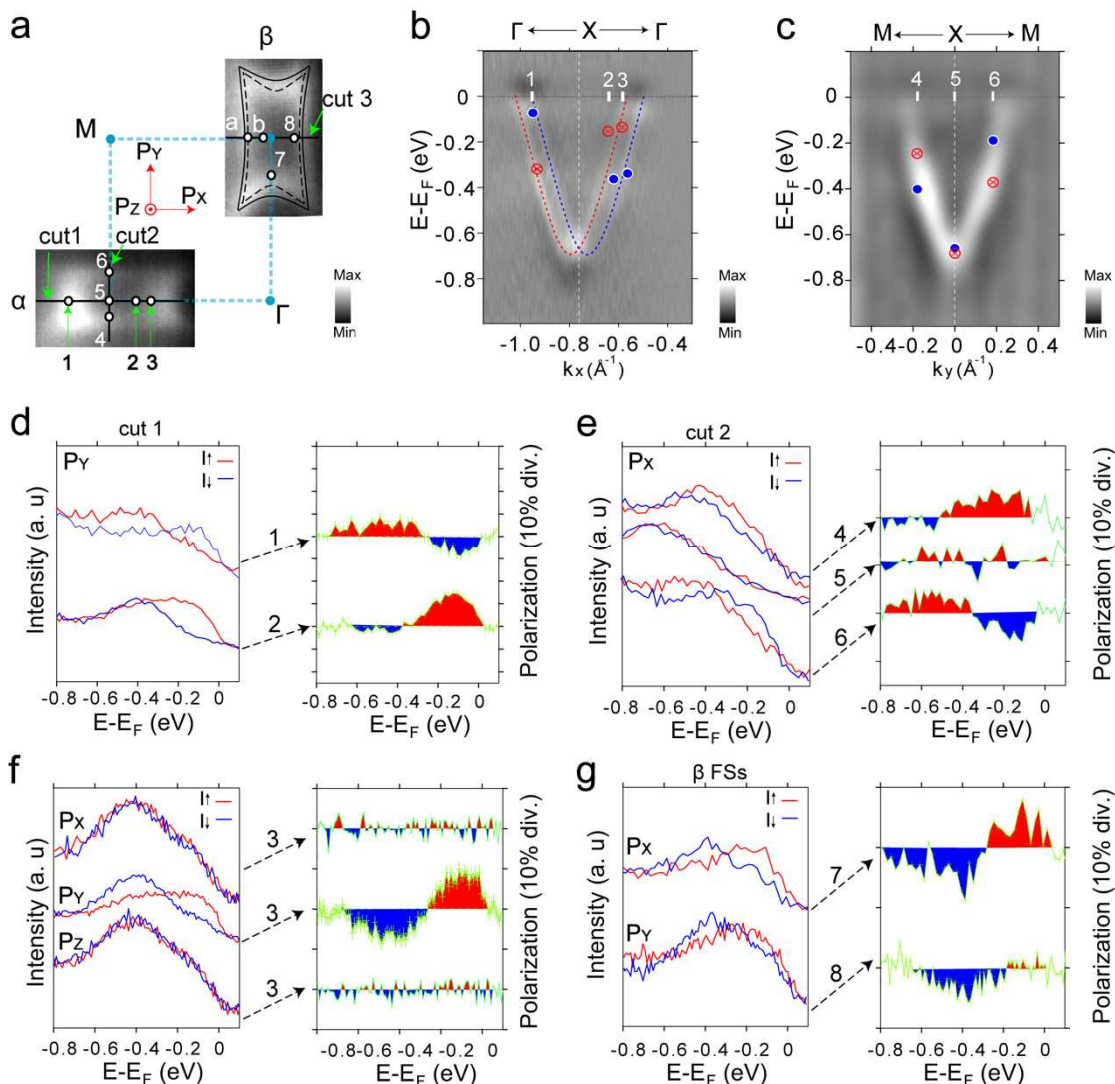 a
β
cut 3
a
b
8
7
M
PY
PZ
PX
cut1
cut2
6
α
5
4
Γ
1
2
3
Max
Min
b
Γ
X
Γ
1
2
3
E-EF (eV)
0
-0.2
-0.4
-0.6
-0.8
-1.0
-0.8
-0.6
-0.4
kx (Å-1)
Max
Min
c
M
X
M
4
5
6
E-EF (eV)
0
-0.2
-0.4
-0.6
-0.8
-0.4
-0.2
0
0.2
0.4
ky (Å-1)
Max
Min
d
cut 1
PY
I↑
I↓
Intensity (a. u)
-0.8 -0.6 -0.4 -0.2 0
E-EF (eV)
1
2
-0.8 -0.6 -0.4 -0.2 0
E-EF (eV)
Polarization (10% div.)
e
cut 2
PX
I↑
I↓
Intensity (a. u)
-0.8 -0.6 -0.4 -0.2 0
E-EF (eV)
4
5
6
-0.8 -0.6 -0.4 -0.2 0
E-EF (eV)
Polarization (10% div.)
f
PX
PY
PZ
I↑
I↓
Intensity (a. u)
-0.8 -0.6 -0.4 -0.2 0
E-EF (eV)
3
3
3
-0.8 -0.6 -0.4 -0.2 0
E-EF (eV)
Polarization (10% div.)
g
β FSs
PX
PY
I↑
I↓
Intensity (a. u)
-0.8 -0.6 -0.4 -0.2 0
E-EF (eV)
7
8
-0.8 -0.6 -0.4 -0.2 0
E-EF (eV)
Polarization (10% div.)